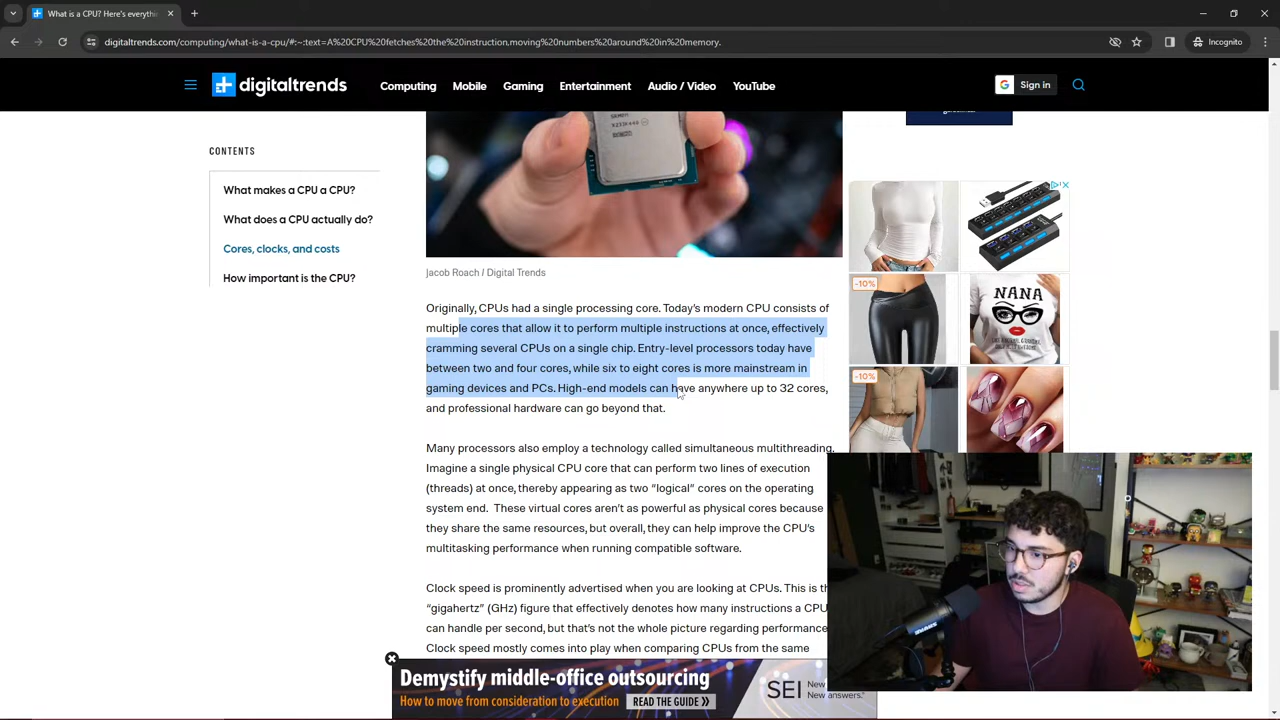 What is a CPU? Here's everythi
digitaltrends.com/computing/what-is-a-cpu/#:~:text=A%20CPU%20fetches%20the%20instruction,moving%20numbers%20around%20in%20memory.
Incognito
digitaltrends
Computing
Mobile
Gaming
Entertainment
Audio / Video
YouTube
Sign in
CONTENTS
What makes a CPU a CPU?
What does a CPU actually do?
Cores, clocks, and costs
How important is the CPU?
Jacob Roach / Digital Trends
Originally, CPUs had a single processing core. Today's modern CPU consists of
multiple cores that allow it to perform multiple instructions at once, effectively
cramming several CPUs on a single chip. Entry-level processors today have
between two and four cores, while six to eight cores is more mainstream in
gaming devices and PCs. High-end models can have anywhere up to 32 cores,
and professional hardware can go beyond that.
Many processors also employ a technology called simultaneous multithreading.
Imagine a single physical CPU core that can perform two lines of execution
(threads) at once, thereby appearing as two “logical” cores on the operating
system end. These virtual cores aren't as powerful as physical cores because
they share the same resources, but overall, they can help improve the CPU's
multitasking performance when running compatible software.
Clock speed is prominently advertised when you are looking at CPUs. This is th
“gigahertz” (GHz) figure that effectively denotes how many instructions a CPU
can handle per second, but that's not the whole picture regarding performance
Clock speed mostly comes into play when comparing CPUs from the same
-10%
NANA
-10%
Demystify middle-office outsourcing
How to move from consideration to execution
READ THE GUIDE
SEI
New
New answers.